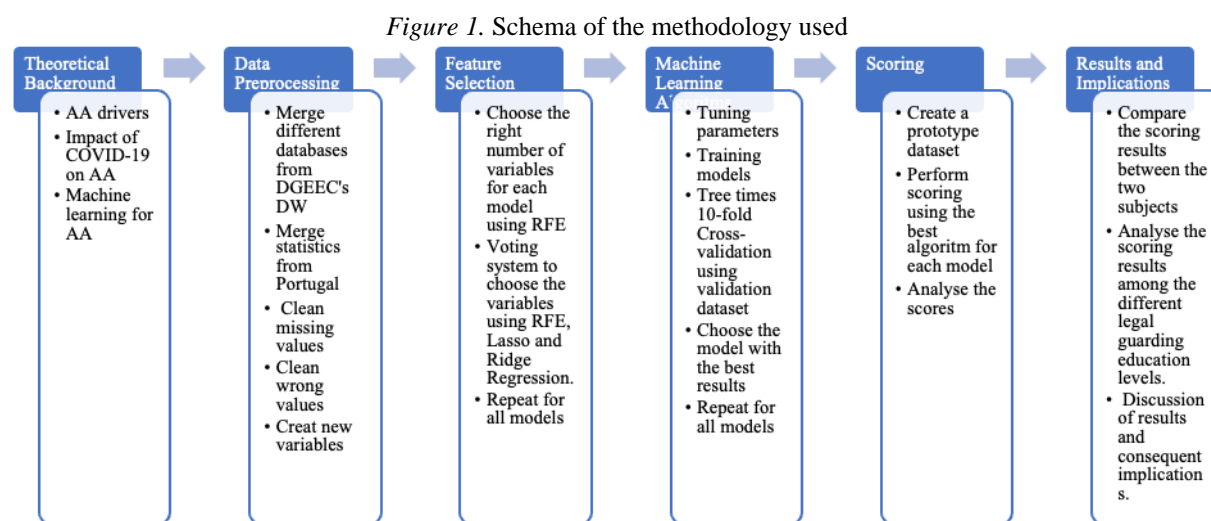 Figure 1. Schema of the methodology used
Theoretical
Background
• AA drivers
• Impact of
COVID-19
on AA
• Machine
learning for
AA
Data
Preprocessing
• Merge
different
databases
from
DGEEC's
DW
• Merge
statistics
from
Portugal
• Clean
missing
values
• Clean
wrong
values
• Creat new
variables
Feature
Selection
• Choose the
right
number of
variables
for each
model
using RFE
• Voting
system to
choose the
variables
using RFE,
Lasso and
Ridge
Regression.
• Repeat for
all models
Machine
Learning
• Tuning
parameters
• Training
models
• Tree times
10-fold
Cross-
validation
using
validation
dataset
• Choose the
model with
the best
results
• Repeat for
all models
Scoring
• Create a
prototype
dataset
• Perform
scoring
using the
best
algoritm for
each model
• Analyse the
scores
Results and
Implications
• Compare
the scoring
results
between the
two
subjects
• Analyse the
scoring
results
among the
different
legal
guarding
education
levels.
• Discussion
of results
and
consequent
implication
s.